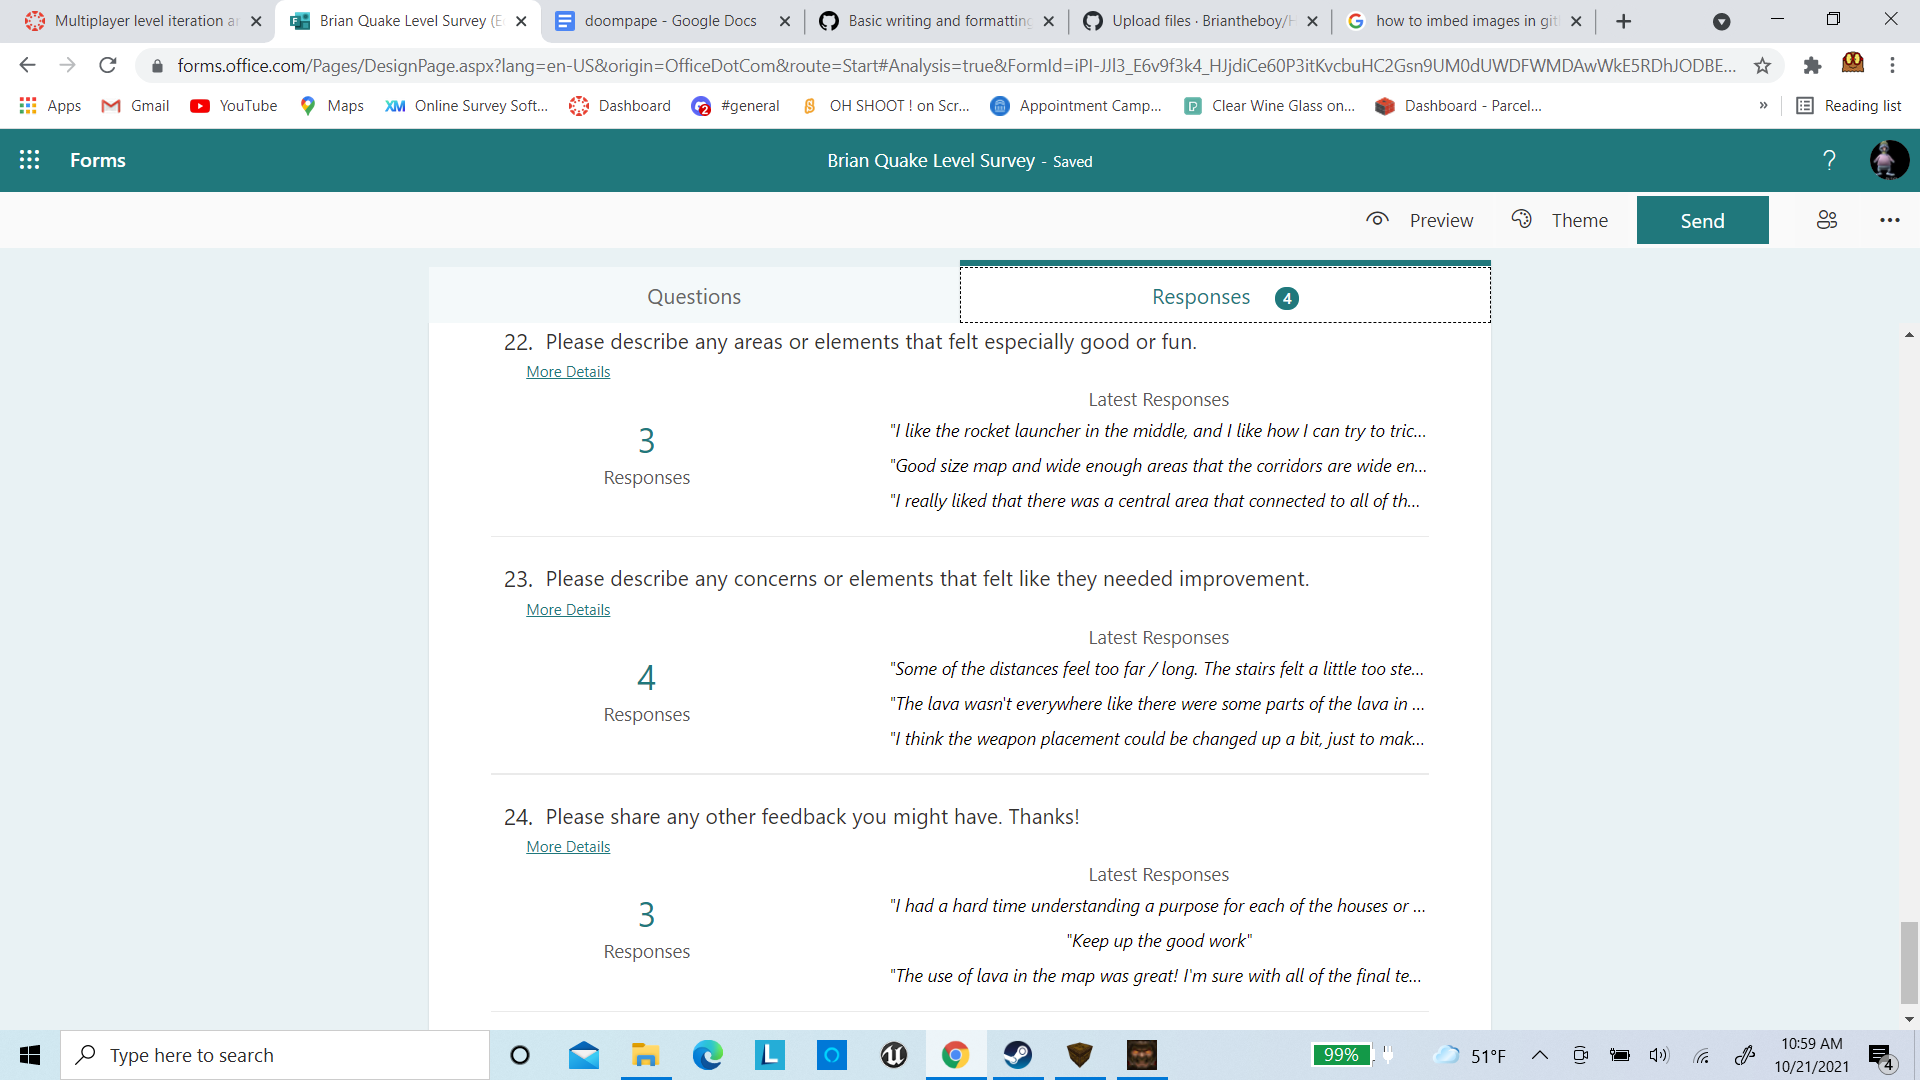 Multiplayer level iteration ar
Brian Quake Level Survey (Ed
doompape - Google Docs
Basic writing and formatting
Upload files · Briantheboy/H
how to imbed images in gitl
forms.office.com/Pages/DesignPage.aspx?lang=en-US&origin=OfficeDotCom&route=Start#Analysis=true&FormId=iPI-JJl3_E6v9f3k4_HJjdiCe60P3itKvcbuHC2Gsn9UM0dUWDFWMDAwWkE5RDhJODBE...
Apps
Gmail
YouTube
Maps
XM Online Survey Soft...
Dashboard
2 #general
OH SHOOT ! on Scr...
Appointment Camp...
Clear Wine Glass on...
Dashboard - Parcel...
»
Reading list
Forms
Brian Quake Level Survey - Saved
?
Preview
Theme
Send
Questions
Responses 4
22. Please describe any areas or elements that felt especially good or fun.
More Details
Latest Responses
3
Responses
"I like the rocket launcher in the middle, and I like how I can try to tric...
"Good size map and wide enough areas that the corridors are wide en...
"I really liked that there was a central area that connected to all of th...
23. Please describe any concerns or elements that felt like they needed improvement.
More Details
Latest Responses
4
Responses
"Some of the distances feel too far / long. The stairs felt a little too ste...
"The lava wasn't everywhere like there were some parts of the lava in ...
"I think the weapon placement could be changed up a bit, just to mak...
24. Please share any other feedback you might have. Thanks!
More Details
Latest Responses
3
Responses
"I had a hard time understanding a purpose for each of the houses or ...
"Keep up the good work"
"The use of lava in the map was great! I'm sure with all of the final te...
Type here to search
L
99%
51°F
10:59 AM
10/21/2021
4